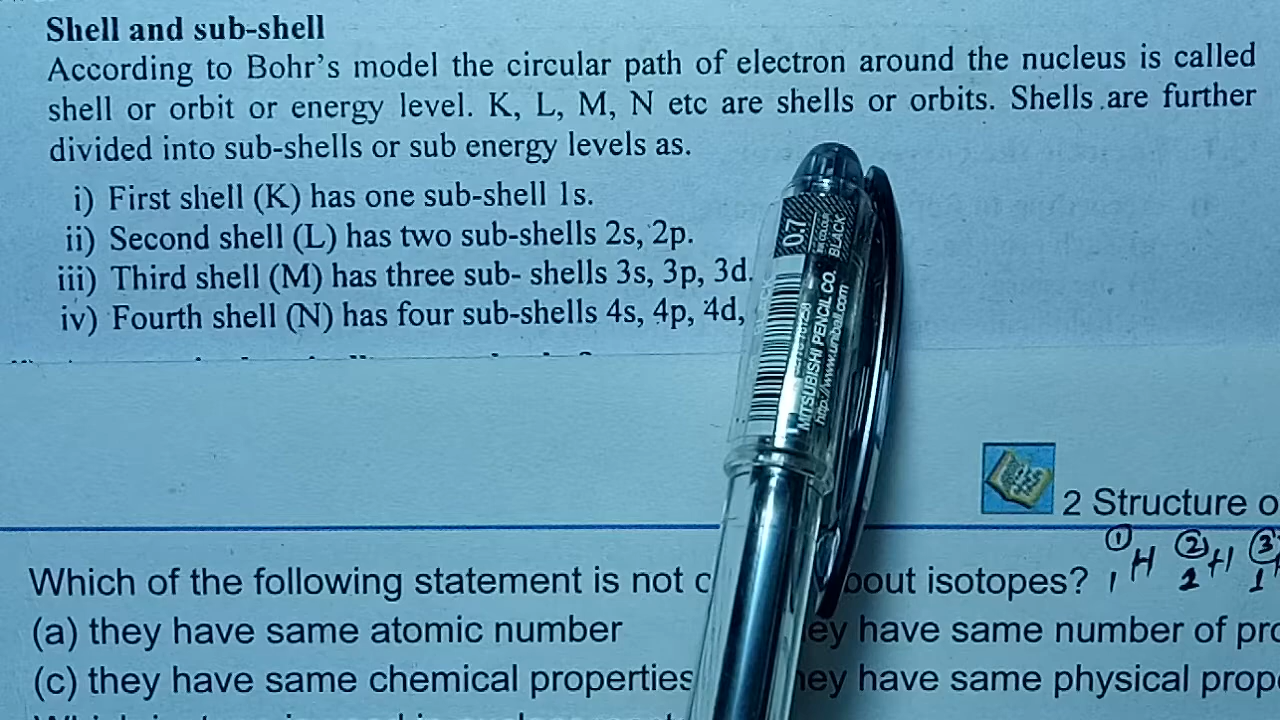 Shell and sub-shell
According to Bohr's model the circular path of electron around the nucleus is called
shell or orbit or energy level. K, L, M, N etc are shells or orbits. Shells are further
divided into sub-shells or sub energy levels as.
i) First shell (K) has one sub-shell 1s.
ii) Second shell (L) has two sub-shells 2s, 2p.
iii) Third shell (M) has three sub- shells 3s, 3p, 3d.
iv) Fourth shell (N) has four sub-shells 4s, 4p, 4d,
0.7
BLACK
MITSUBISHI PENCIL CO.
http://www.uniball.com
2 Structure
1 H 2 H 3
1 2 1
Which of the following statement is not isotopes?
(a) they have same atomic number have same number of
(c) they have same chemical properties have same physical